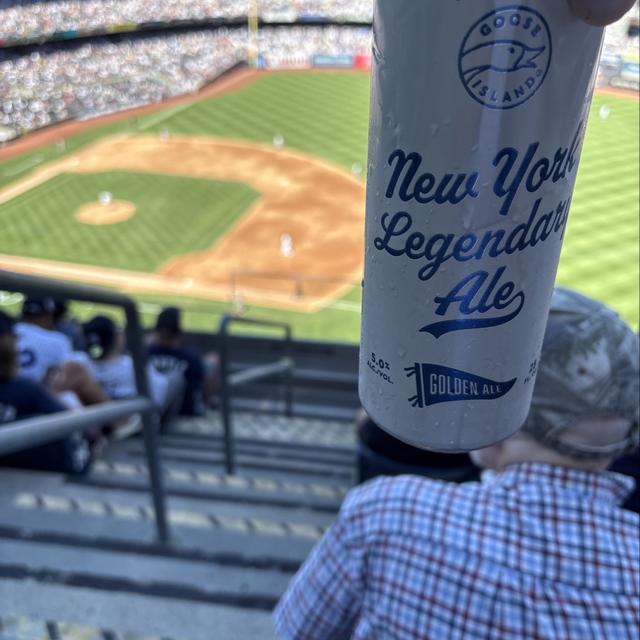 GOOSE
ISLAND
New York
Legendary
Ale
5.0%
ALC./VOL.
GOLDEN ALE